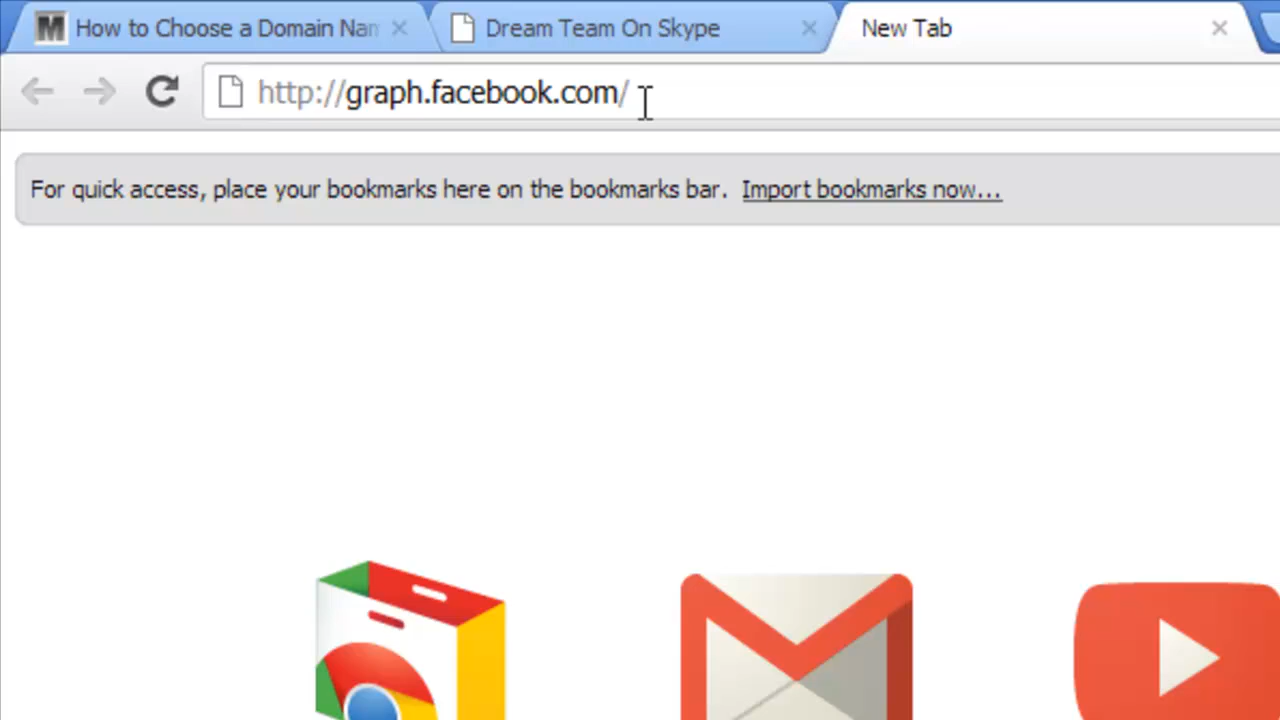 How to Choose a Domain Nam
Dream Team On Skype
New Tab
http://graph.facebook.com/
For quick access, place your bookmarks here on the bookmarks bar. Import bookmarks now...